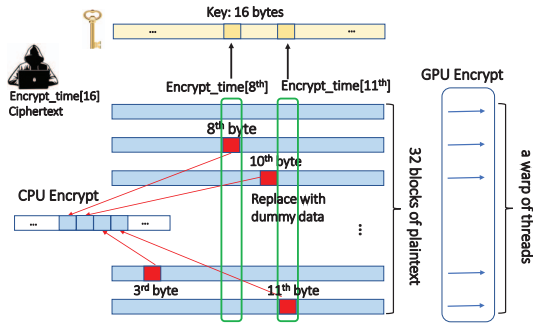 Key: 16 bytes
...
...
Encrypt_time[8th]
Encrypt_time[11th]
GPU Encrypt
Encrypt_time[16]
Ciphertext
8th byte
10th byte
CPU Encrypt
Replace with
dummy data
...
...
...
32 blocks of plaintext
a warp of threads
3rd byte
11th byte